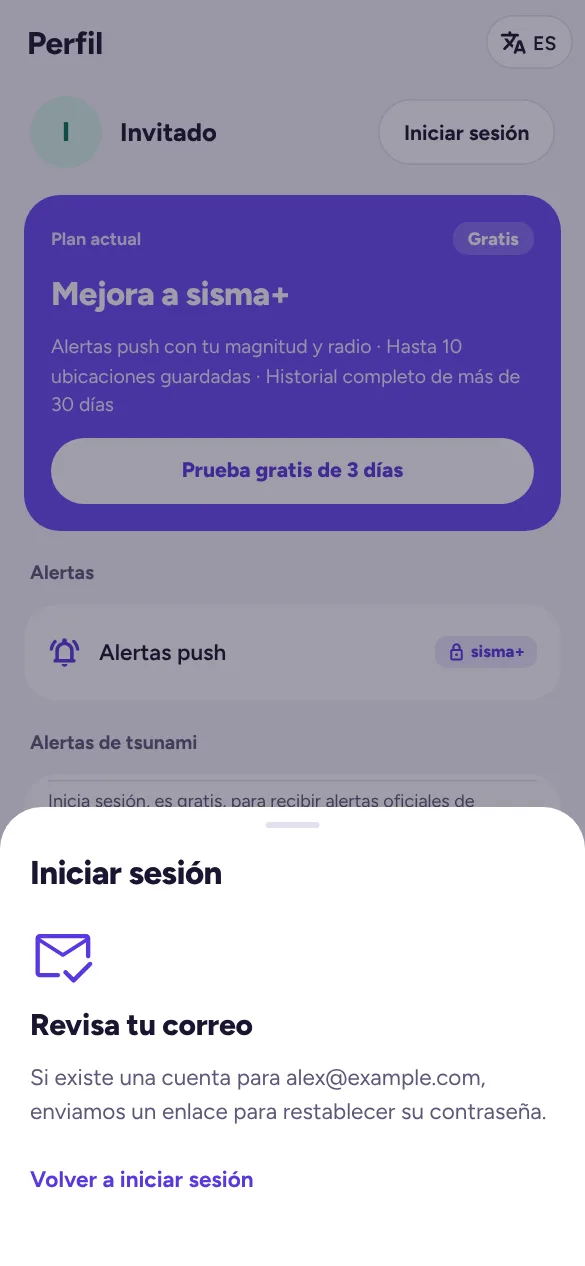 Perfil
ES
I
Invitado
Iniciar sesión
Plan actual
Gratis
Mejora a sisma+
Alertas push con tu magnitud y radio · Hasta 10
ubicaciones guardadas · Historial completo de más de
30 días
Prueba gratis de 3 días
Alertas
Alertas push
sisma+
Alertas de tsunami
Inicia sesión, es gratis, para recibir alertas oficiales de
Iniciar sesión
Revisa tu correo
Si existe una cuenta para alex@example.com,
enviamos un enlace para restablecer su contraseña.
Volver a iniciar sesión